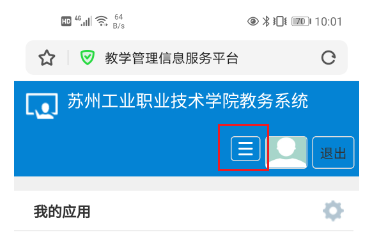 HD 4G 64 B/s 70 10:01
教学管理信息服务平台
苏州工业职业技术学院教务系统
退出
我的应用